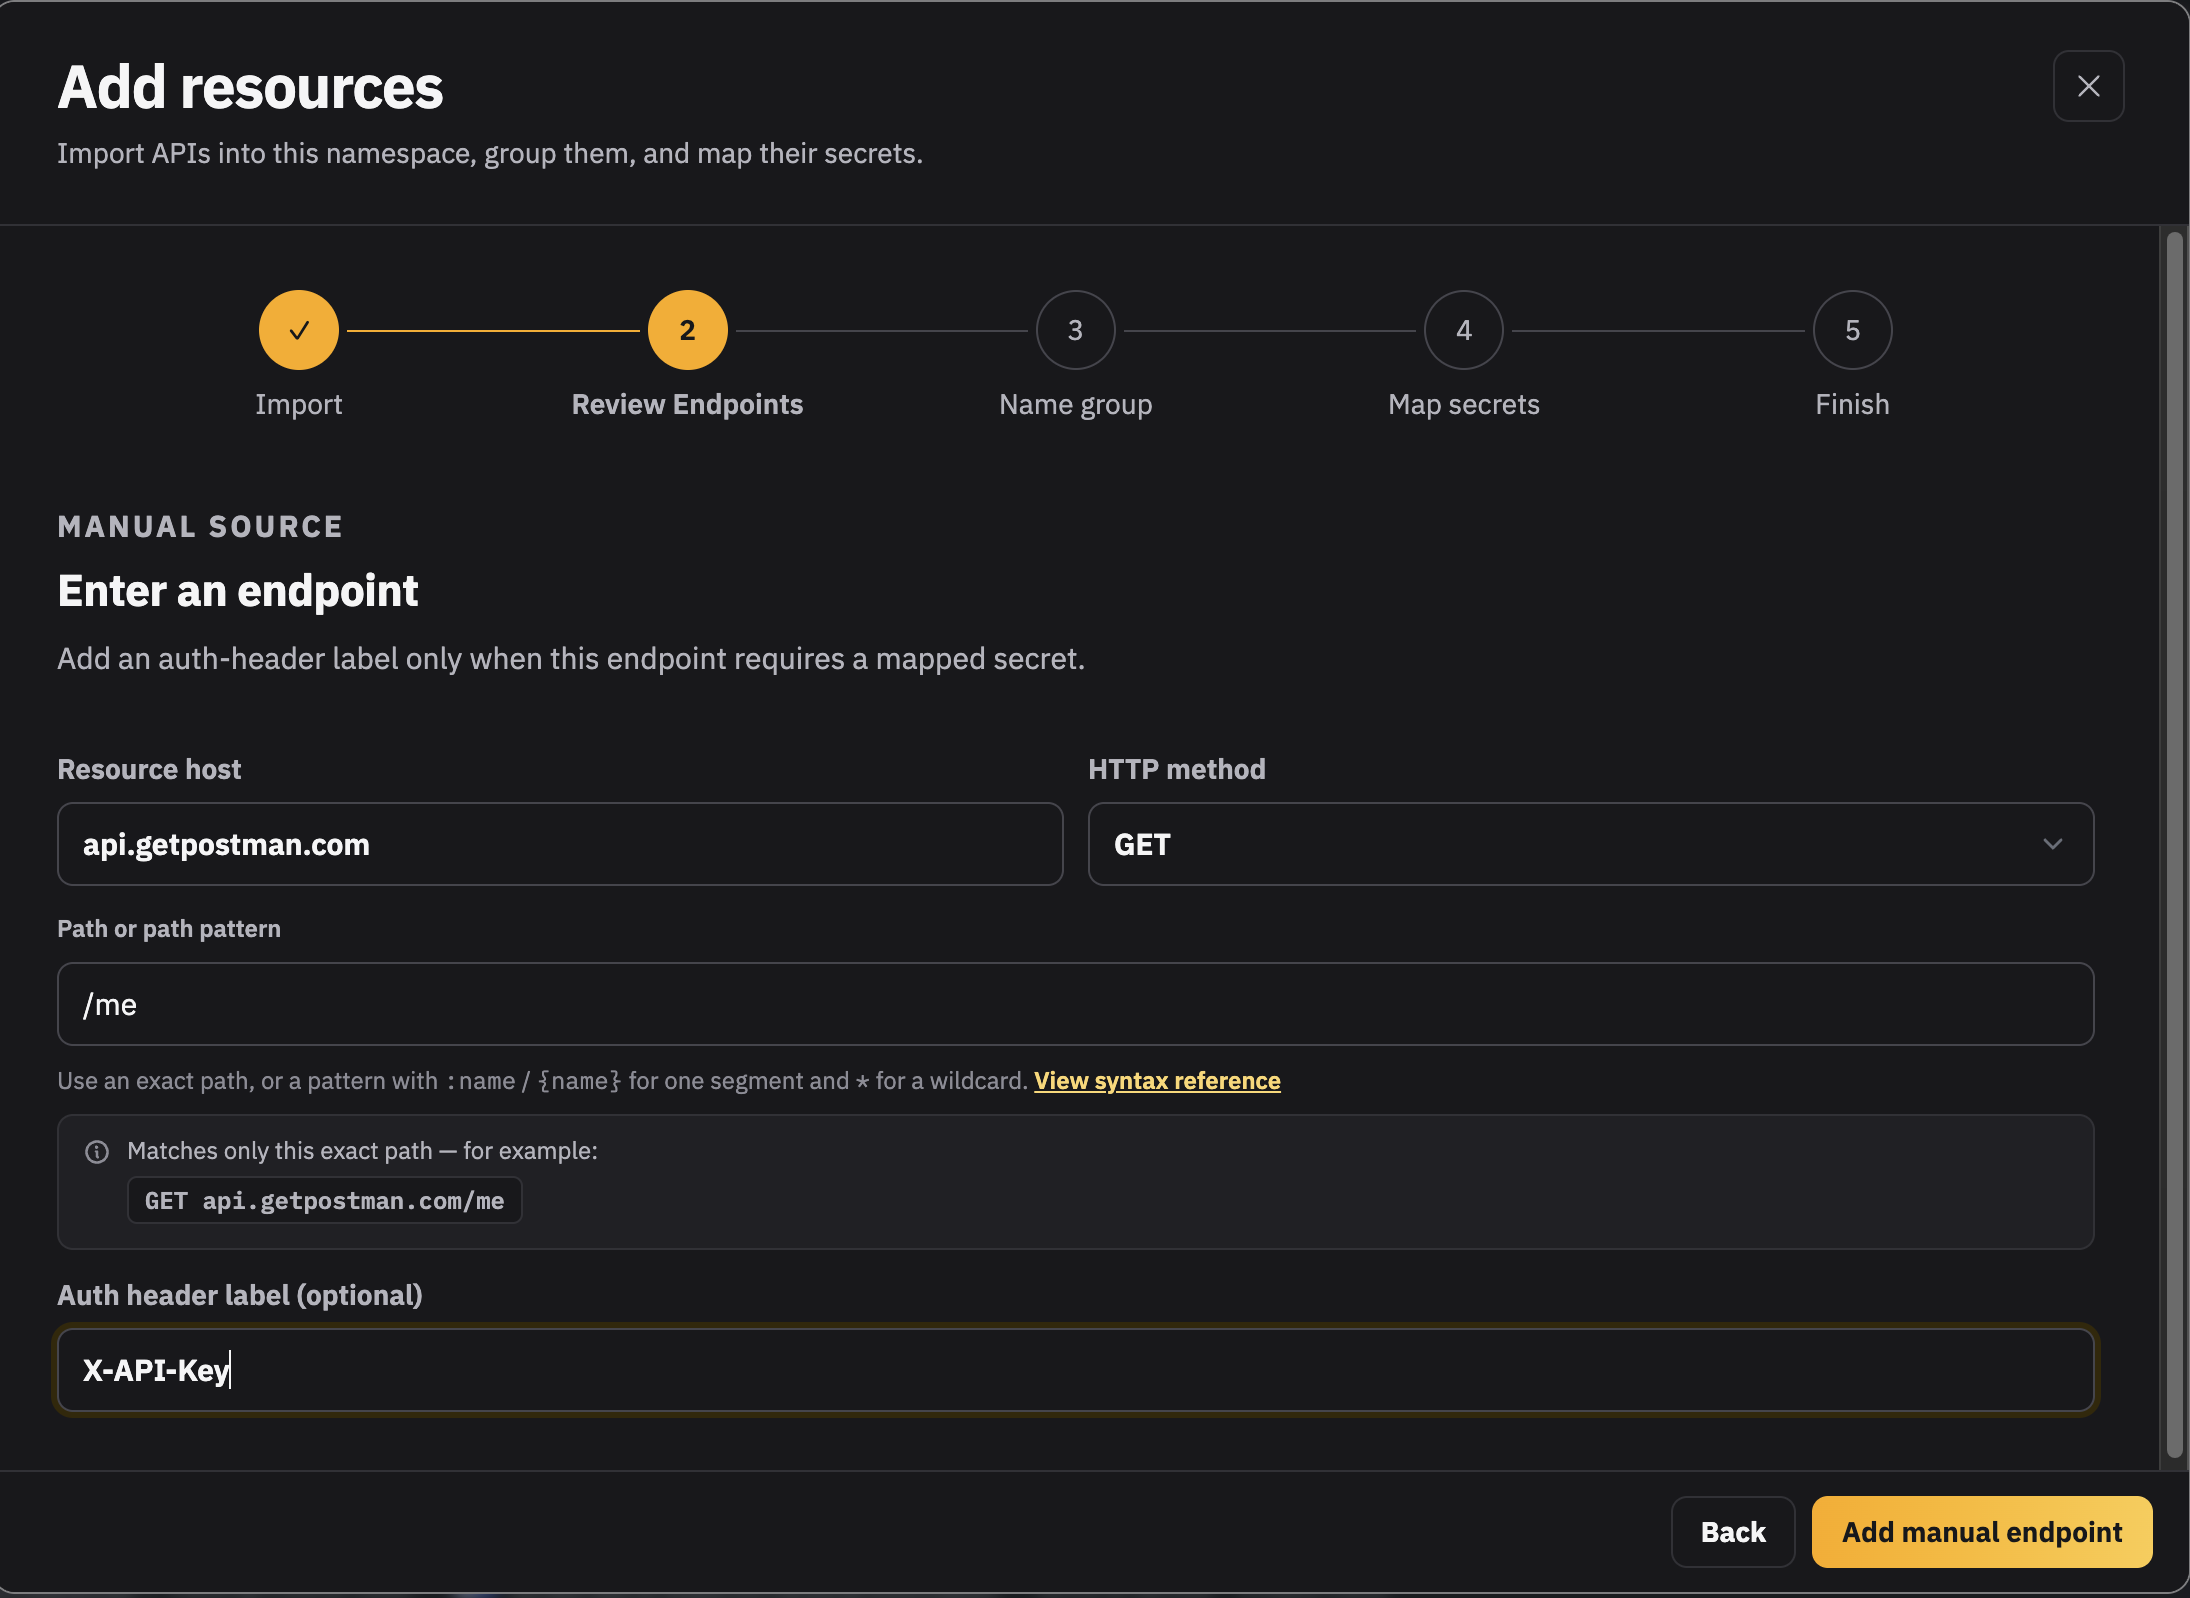 Add resources
Import APIs into this namespace, group them, and map their secrets.
✓ 2 3 4 5
Import Review Endpoints Name group Map secrets Finish
MANUAL SOURCE
Enter an endpoint
Add an auth-header label only when this endpoint requires a mapped secret.
Resource host
api.getpostman.com
HTTP method
GET
Path or path pattern
/me
Use an exact path, or a pattern with :name / {name} for one segment and * for a wildcard. View syntax reference
Matches only this exact path — for example:
GET api.getpostman.com/me
Auth header label (optional)
X-API-Key
Back
Add manual endpoint